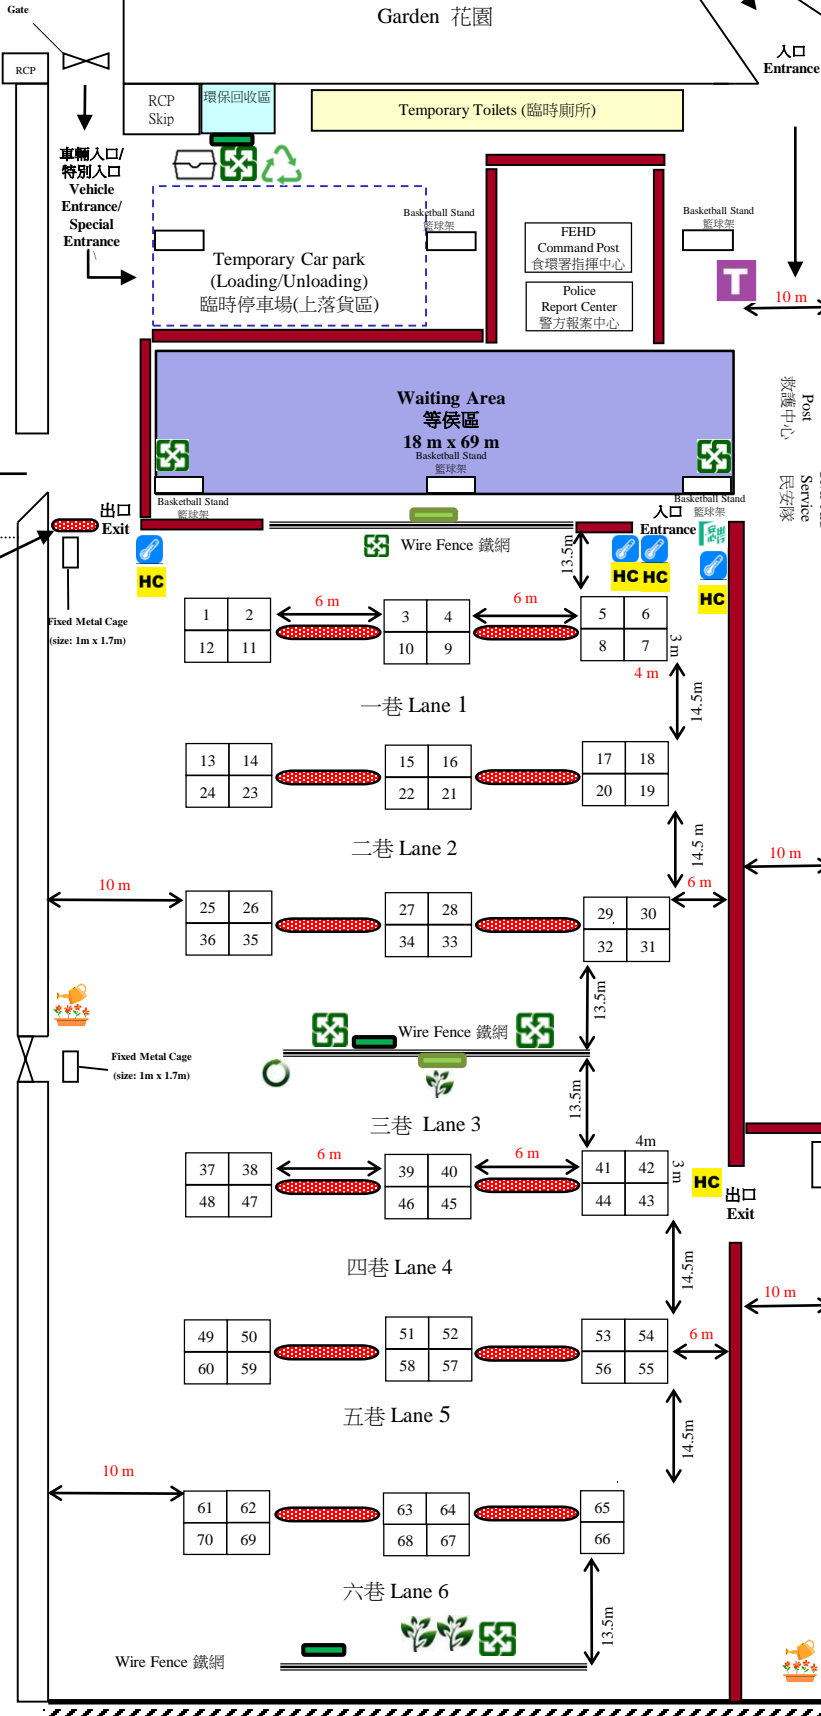 Gate
Garden 花園
入口
Entrance
RCP
RCP
Skip
環保回收區
Temporary Toilets (臨時廁所)
車輛入口/
特別入口
Vehicle
Entrance/
Special
Entrance
\
Basketball Stand
籃球架
Basketball Stand
籃球架
FEHD
Command Post
食環署指揮中心
Temporary Car park
(Loading/Unloading)
臨時停車場(上落貨區)
T
Police
Report Center
警方報案中心
10 m
Waiting Area
等侯區
18 m x 69 m
Post
救護中心
Basketball Stand
籃球架
Service
民安隊
Basketball Stand
籃球架
Basketball Stand
籃球架
出口
Exit
入口
Entrance
Wire Fence 鐵網
13.5m
HC
HC HC
HC
Fixed Metal Cage
(size: 1m x 1.7m)
1 2 6 m 3 4 6 m 5 6
12 11 10 9 8 7 3 m
4 m
14.5m
一巷 Lane 1
13 14 15 16 17 18
24 23 22 21 20 19
14.5 m
二巷 Lane 2
10 m
6 m
10 m
25 26 27 28 29 30
36 35 34 33 32 31
13.5m
Wire Fence 鐵網
Fixed Metal Cage
(size: 1m x 1.7m)
13.5m
三巷 Lane 3
4m
37 38 6 m 39 40 6 m 41 42
48 47 46 45 44 43 3 m
HC
出口
Exit
四巷 Lane 4
14.5m
10 m
49 50 51 52 53 54 6 m
60 59 58 57 56 55
五巷 Lane 5
14.5m
10 m
61 62 63 64 65
70 69 68 67 66
六巷 Lane 6
13.5m
Wire Fence 鐵網